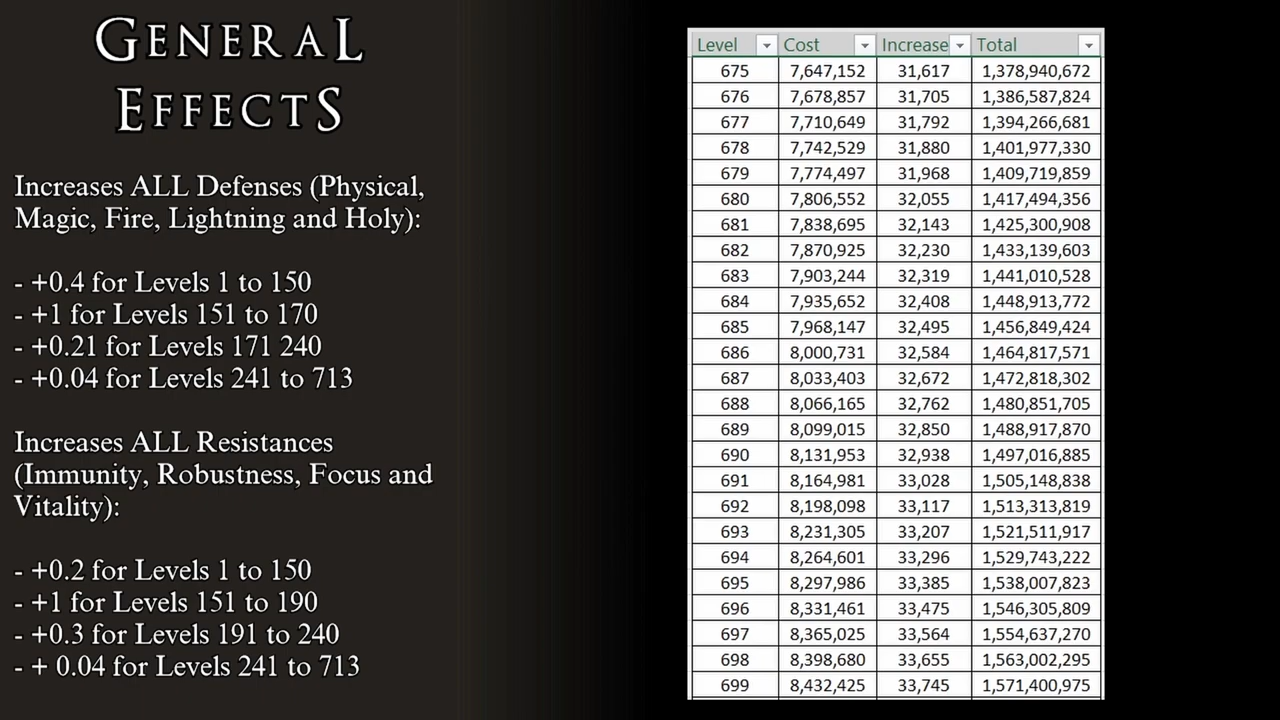 GENERAL
EFFECTS
Increases ALL Defenses (Physical,
Magic, Fire, Lightning and Holy):
- +0.4 for Levels 1 to 150
- +1 for Levels 151 to 170
- +0.21 for Levels 171 240
- +0.04 for Levels 241 to 713
Increases ALL Resistances
(Immunity, Robustness, Focus and
Vitality):
- +0.2 for Levels 1 to 150
- +1 for Levels 151 to 190
- +0.3 for Levels 191 to 240
- + 0.04 for Levels 241 to 713
Level Cost Increase Total
675 7,647,152 31,617 1,378,940,672
676 7,678,857 31,705 1,386,587,824
677 7,710,649 31,792 1,394,266,681
678 7,742,529 31,880 1,401,977,330
679 7,774,497 31,968 1,409,719,859
680 7,806,552 32,055 1,417,494,356
681 7,838,695 32,143 1,425,300,908
682 7,870,925 32,230 1,433,139,603
683 7,903,244 32,319 1,441,010,528
684 7,935,652 32,408 1,448,913,772
685 7,968,147 32,495 1,456,849,424
686 8,000,731 32,584 1,464,817,571
687 8,033,403 32,672 1,472,818,302
688 8,066,165 32,762 1,480,851,705
689 8,099,015 32,850 1,488,917,870
690 8,131,953 32,938 1,497,016,885
691 8,164,981 33,028 1,505,148,838
692 8,198,098 33,117 1,513,313,819
693 8,231,305 33,207 1,521,511,917
694 8,264,601 33,296 1,529,743,222
695 8,297,986 33,385 1,538,007,823
696 8,331,461 33,475 1,546,305,809
697 8,365,025 33,564 1,554,637,270
698 8,398,680 33,655 1,563,002,295
699 8,432,425 33,745 1,571,400,975